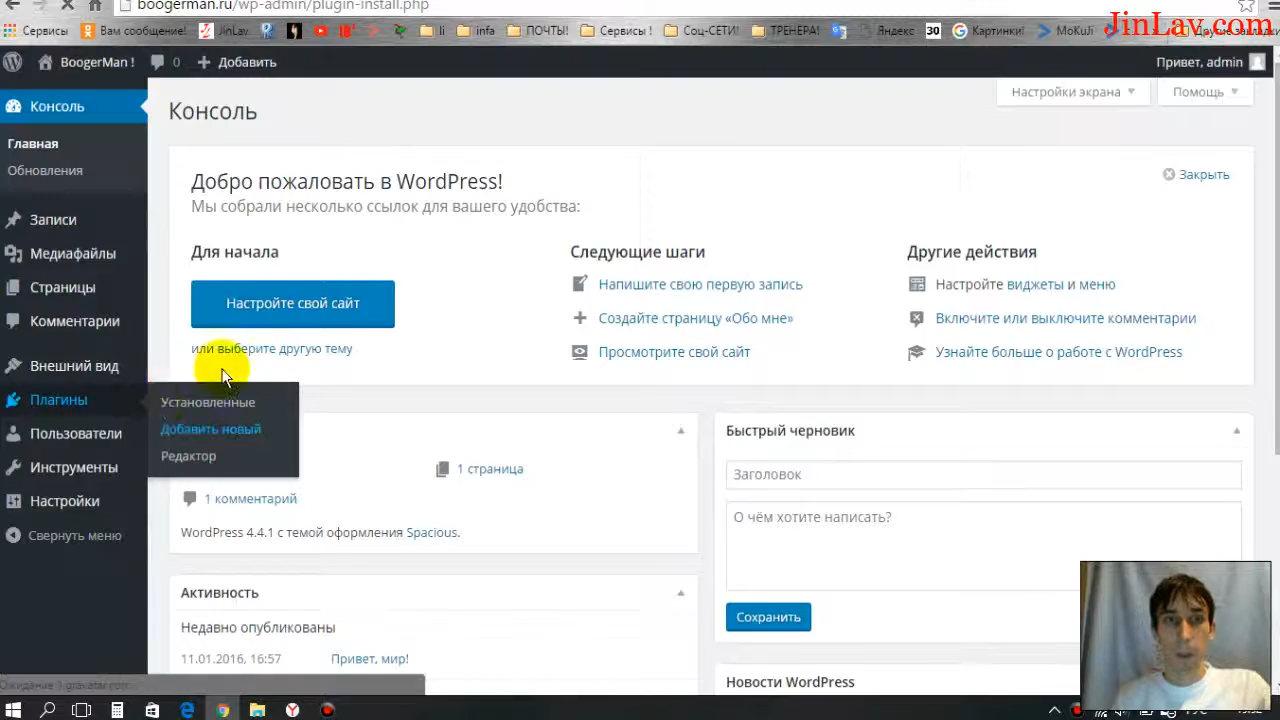 boogerman.ru/wp-admin/plugin-install.php
JinLav.com
Сервисы
Вам сообщение!
JinLav.
li
infa
ПОЧТЫ!
Сервисы !
Соц-СЕТИ!
ТРЕНЕРА!
Яндекс
30
Картинки!
MoKuJi
Другие закладки
BoogerMan !
0
Добавить
Привет, admin
Консоль
Главная
Обновления
Записи
Медиафайлы
Страницы
Комментарии
Внешний вид
Плагины
Пользователи
Инструменты
Настройки
Свернуть меню
Установленные
Добавить новый
Редактор
Консоль
Настройки экрана
Помощь
Добро пожаловать в WordPress!
Мы собрали несколько ссылок для вашего удобства:
Закрыть
Для начала
Настройте свой сайт
или выберите другую тему
Следующие шаги
Напишите свою первую запись
Создайте страницу «Обо мне»
Просмотрите свой сайт
Другие действия
Настройте виджеты и меню
Включите или выключите комментарии
Узнайте больше о работе с WordPress
1 страница
1 комментарий
WordPress 4.4.1 с темой оформления Spacious.
Активность
Недавно опубликованы
11.01.2016, 16:57
Привет, мир!
Быстрый черновик
Заголовок
О чём хотите написать?
Сохранить
Новости WordPress